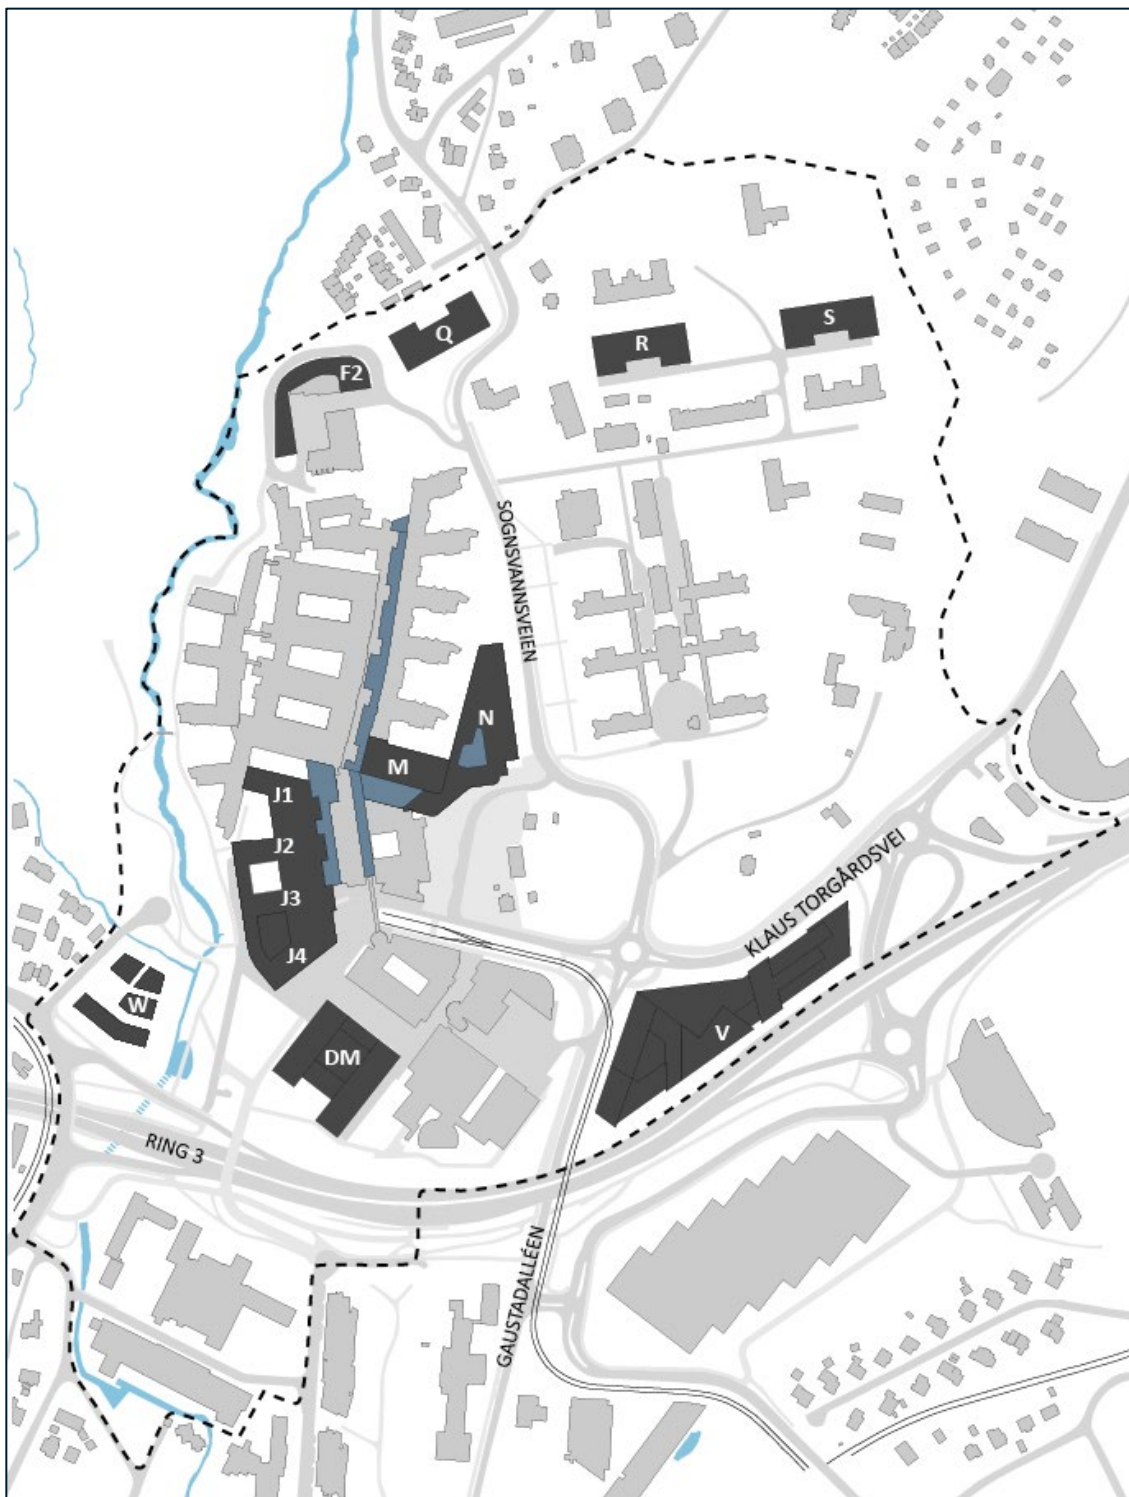 S
Q
R
F2
SOGNSVANNSVEIEN
N
M
J1
J2
J3
J4
KLAUS TORGÅRDSVEI
W
V
DM
RING 3
GAUSTADALLÉEN